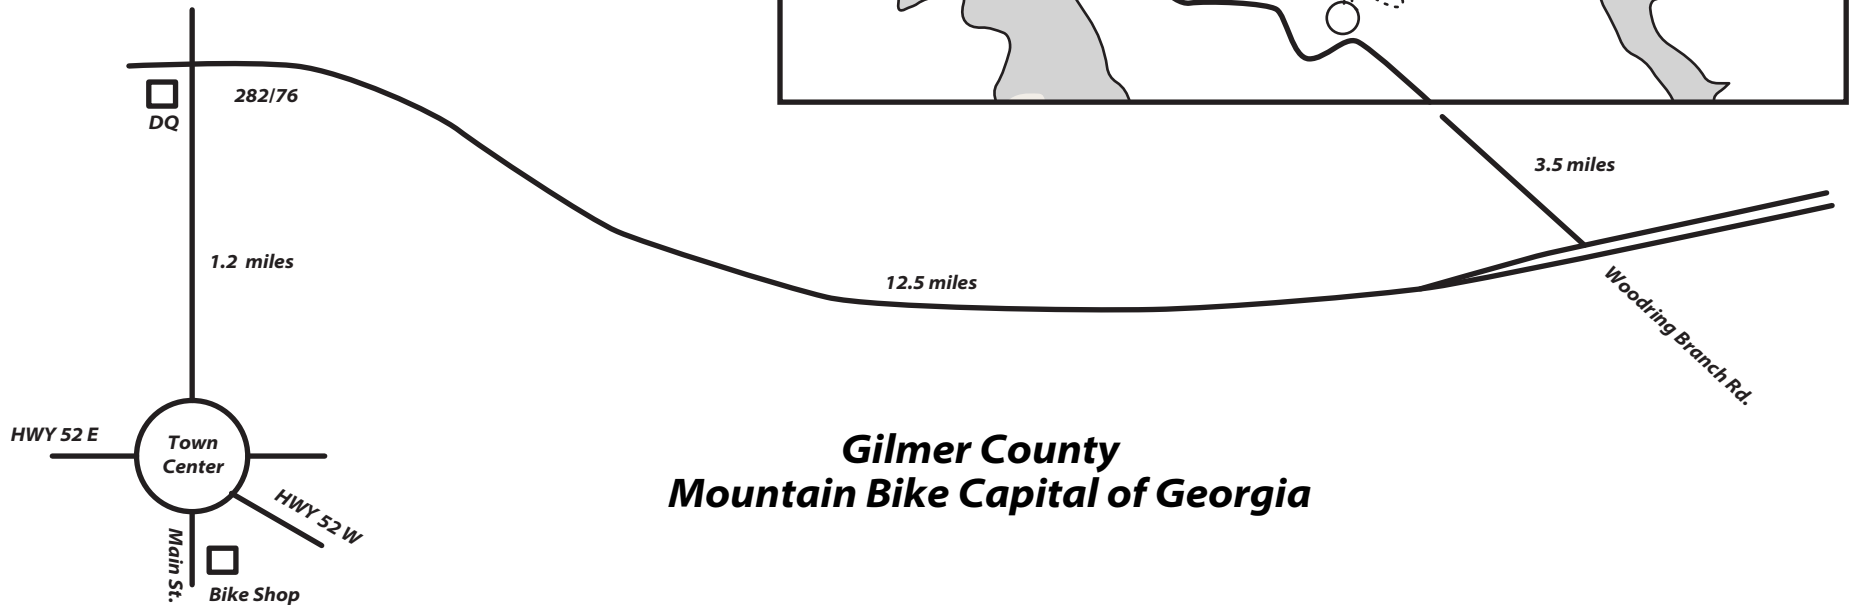 282/76
DQ
3.5 miles
1.2 miles
12.5 miles
Woodring Branch Rd.
HWY 52 E
Town
Center
Gilmer County
Mountain Bike Capital of Georgia
HWY 52 W
Main St.
Bike Shop